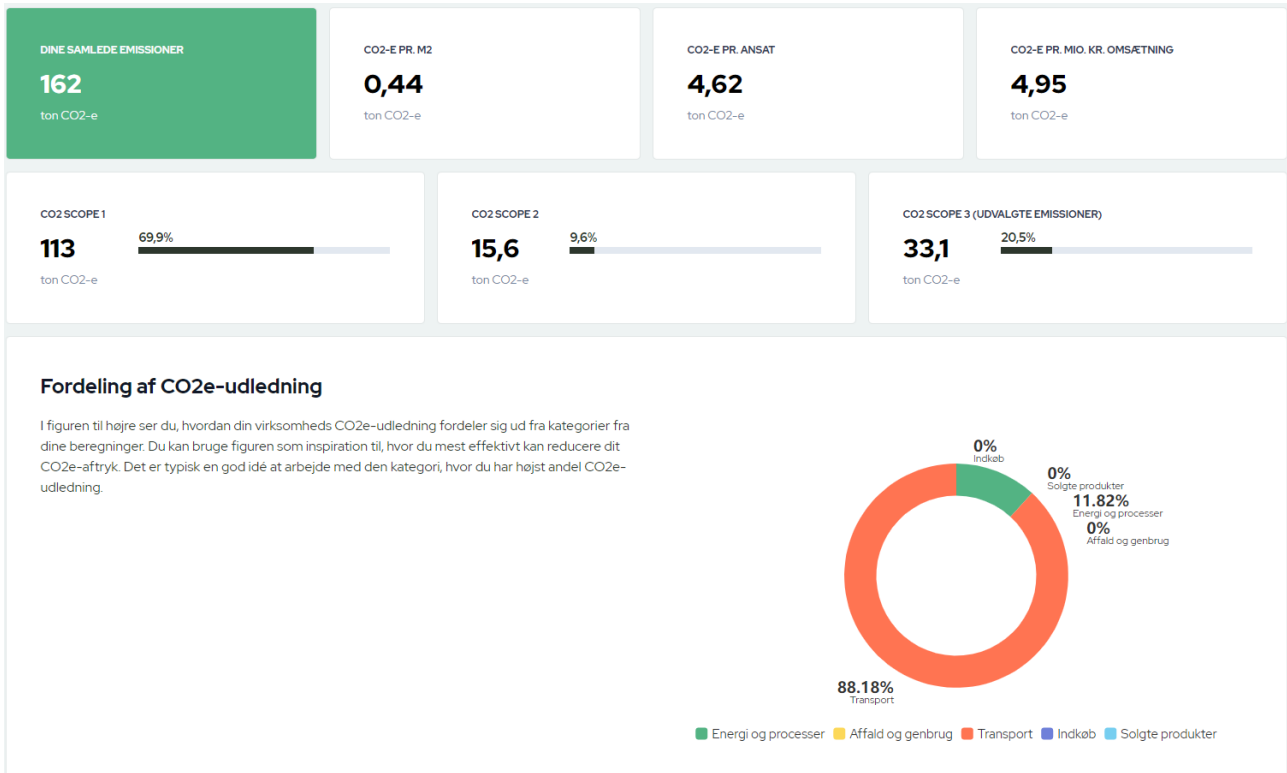 DINE SAMLEDE EMISSIONER
162
ton CO2-e
CO2-E PR. M2
0,44
ton CO2-e
CO2-E PR. ANSAT
4,62
ton CO2-e
CO2-E PR. MIO. KR. OMSÆTNING
4,95
ton CO2-e
CO2 SCOPE 1
113
69,9%
ton CO2-e
CO2 SCOPE 2
15,6
9,6%
ton CO2-e
CO2 SCOPE 3 (UDVALGTE EMISSIONER)
33,1
20,5%
ton CO2-e
Fordeling af CO2e-udledning
I figuren til højre ser du, hvordan din virksomheds CO2e-udledning fordeler sig ud fra kategorier fra
dine beregninger. Du kan bruge figuren som inspiration til, hvor du mest effektivt kan reducere dit
CO2e-aftryk. Det er typisk en god idé at arbejde med den kategori, hvor du har højst andel CO2e-
udledning.
0%
Indkøb
0%
Solgte produkter
11.82%
Energi og processer
0%
Affald og genbrug
88.18%
Transport
Energi og processer Affald og genbrug Transport Indkøb Solgte produkter